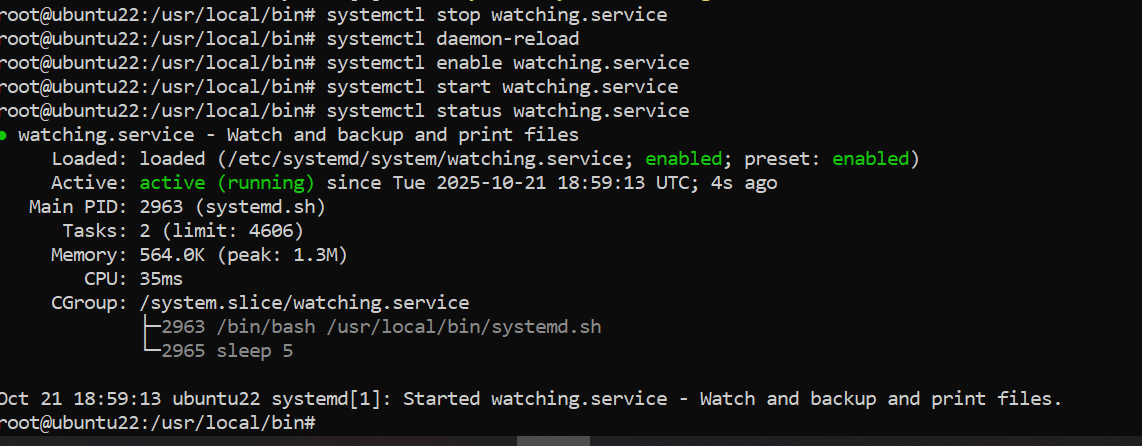 root@ubuntu22:/usr/local/bin# systemctl stop watching.service
root@ubuntu22:/usr/local/bin# systemctl daemon-reload
root@ubuntu22:/usr/local/bin# systemctl enable watching.service
root@ubuntu22:/usr/local/bin# systemctl start watching.service
root@ubuntu22:/usr/local/bin# systemctl status watching.service
● watching.service - Watch and backup and print files
     Loaded: loaded (/etc/systemd/system/watching.service; enabled; preset: enabled)
     Active: active (running) since Tue 2025-10-21 18:59:13 UTC; 4s ago
   Main PID: 2963 (systemd.sh)
      Tasks: 2 (limit: 4606)
     Memory: 564.0K (peak: 1.3M)
        CPU: 35ms
     CGroup: /system.slice/watching.service
             ├─2963 /bin/bash /usr/local/bin/systemd.sh
             └─2965 sleep 5

Oct 21 18:59:13 ubuntu22 systemd[1]: Started watching.service - Watch and backup and print files.
root@ubuntu22:/usr/local/bin#